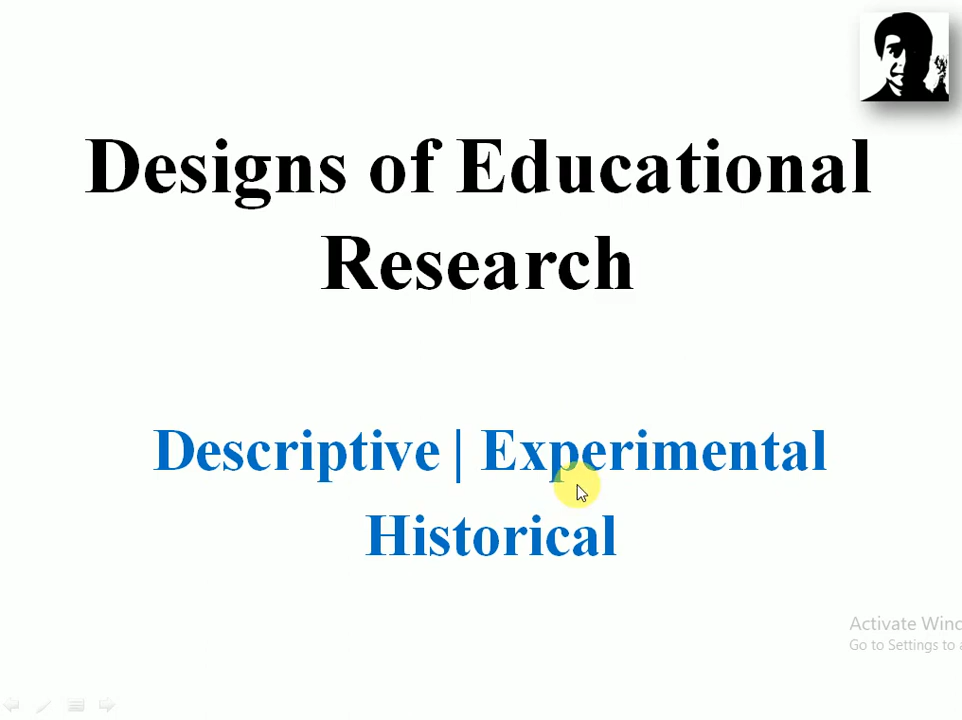 Designs of Educational
Research
Descriptive | Experimental
Historical
Activate Winc
Go to Settings to a